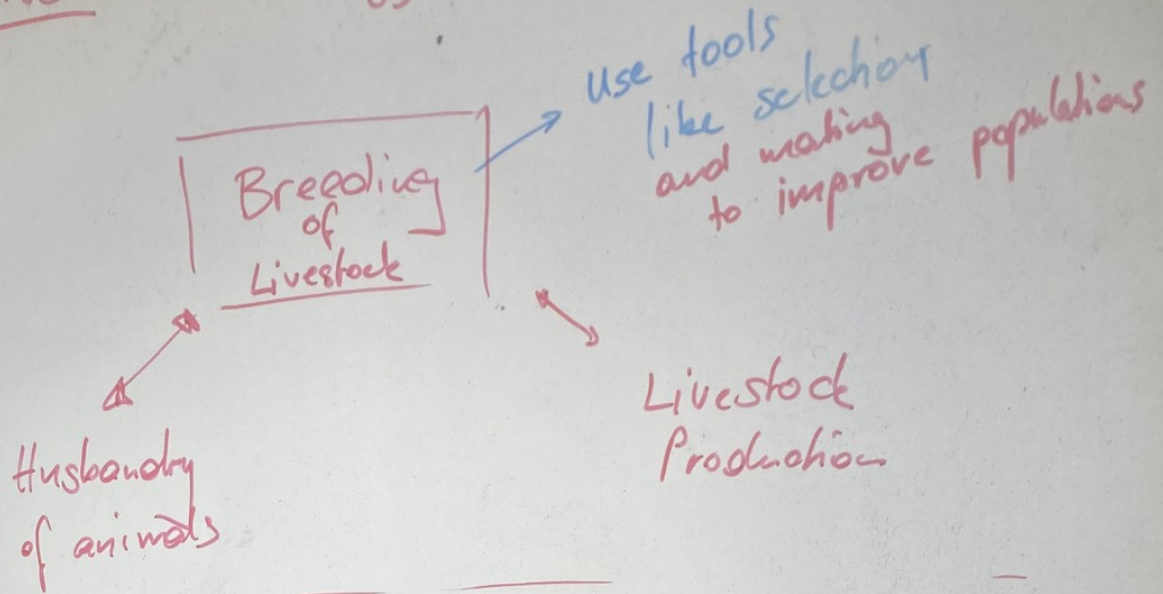 Breeding
of
Livestock
use tools
like selection
and mating
to improve populations
Husbandry
of animals
Livestock
Production